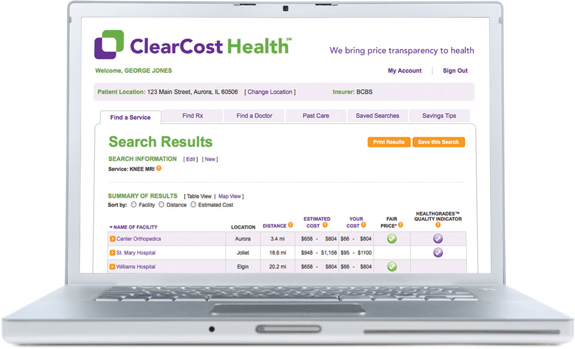 ClearCost Health℠
We bring price transparency to health
Welcome, GEORGE JONES
My Account | Sign Out
Patient Location: 123 Main Street, Aurora, IL 60506 [ Change Location ] Insurer: BCBS
Find a Service Find Rx Find a Doctor Past Care Saved Searches Savings Tips
Search Results
Print Results Save this Search
SEARCH INFORMATION [ Edit ] [ New ]
Service: KNEE MRI ?
SUMMARY OF RESULTS [ Table View | Map View ]
Sort by: Facility Distance Estimated Cost
NAME OF FACILITY LOCATION DISTANCE ? ESTIMATED COST ? YOUR COST ? FAIR PRICE* ? HEALTHGRADES™ QUALITY INDICATOR ?
Canter Orthopedics Aurora 3.4 mi $658 - $804 $66 - $804
St. Mary Hospital Joliet 18.6 mi $948 - $1,158 $95 - $1100
Williams Hospital Elgin 20.2 mi $658 - $804 $66 - $804